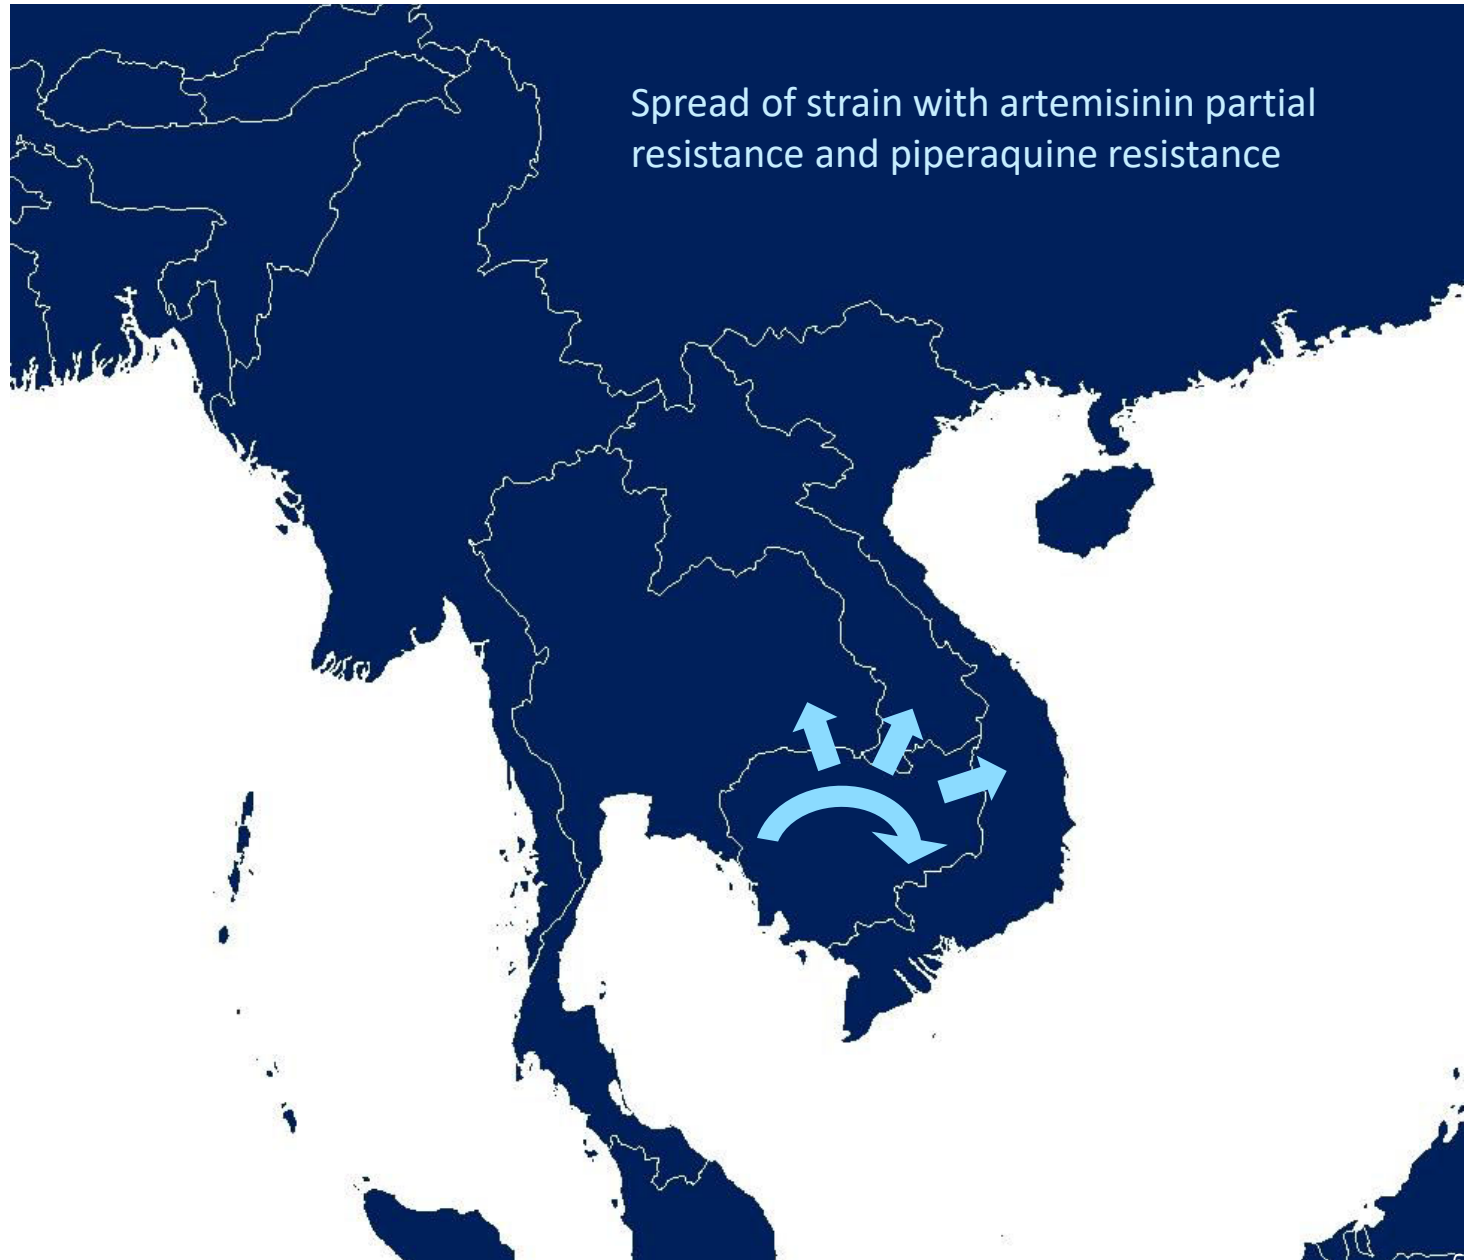 Spread of strain with artemisinin partial
resistance and piperaquine resistance